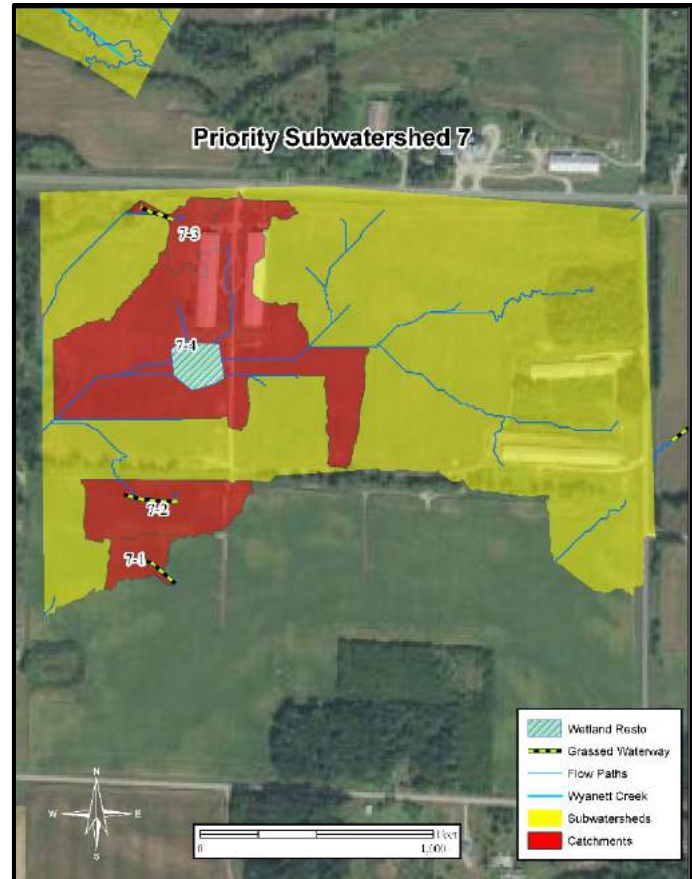 Priority Subwatershed 7
7-3
7-4
7-2
7-1
Wetland Resto
Grassed Waterway
Flow Paths
Wyanett Creek
Subwatersheds
Catchments
N
W E
S
Feet
0 1,000